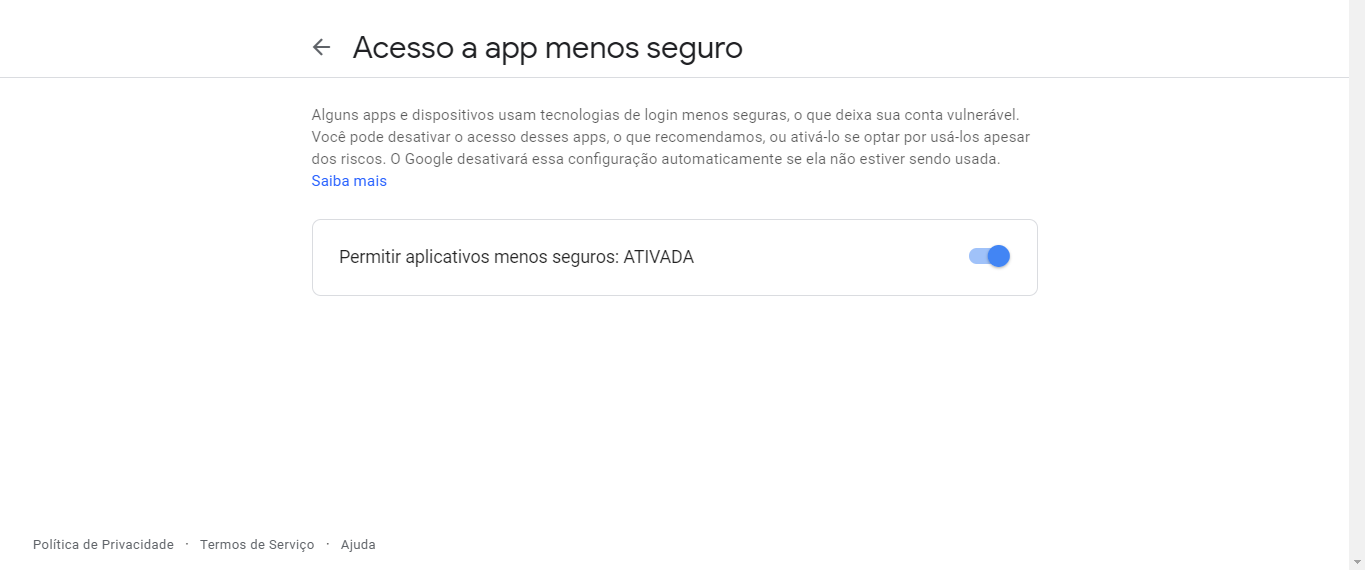 Acesso a app menos seguro
Alguns apps e dispositivos usam tecnologias de login menos seguras, o que deixa sua conta vulnerável.
Você pode desativar o acesso desses apps, o que recomendamos, ou ativá-lo se optar por usá-los apesar
dos riscos. O Google desativará essa configuração automaticamente se ela não estiver sendo usada.
Saiba mais
Permitir aplicativos menos seguros: ATIVADA
Política de Privacidade · Termos de Serviço · Ajuda